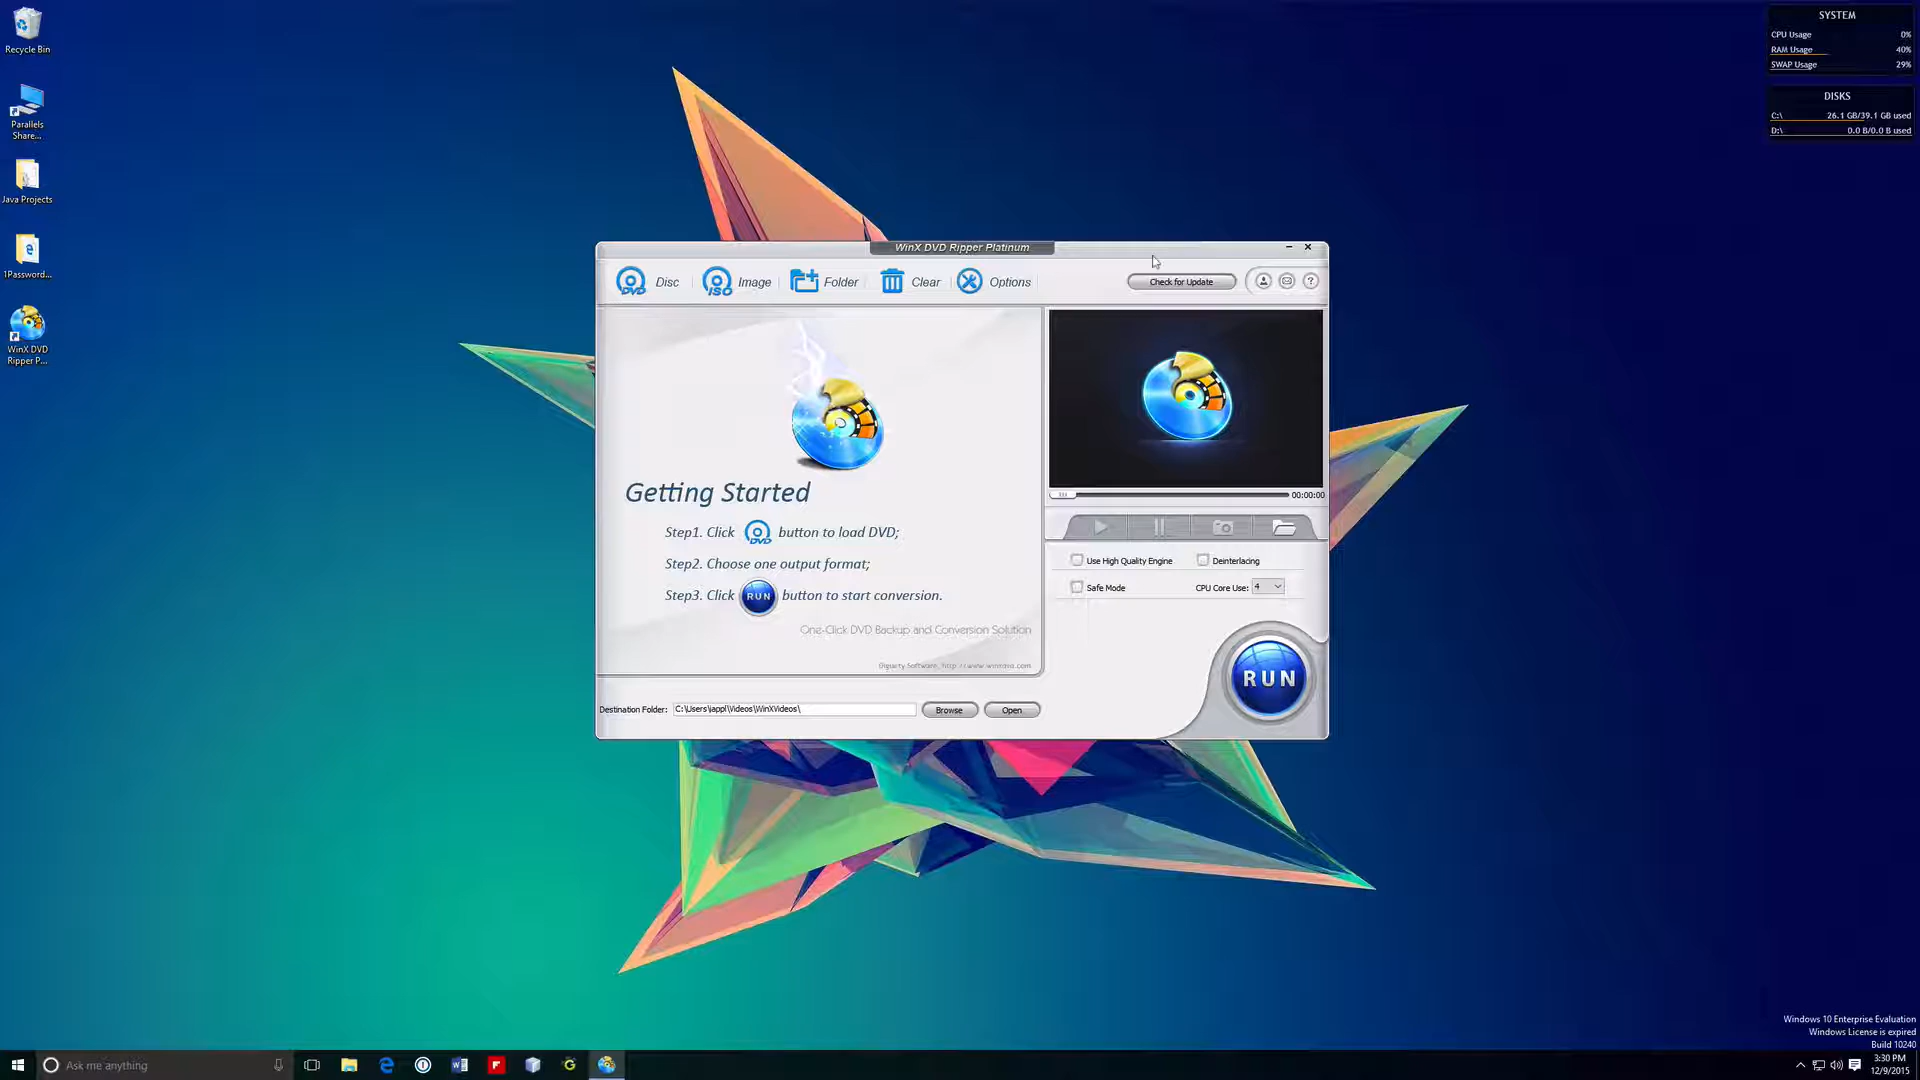 Recycle Bin
Parallels
Share...
Java Projects
1Password...
WinX DVD
Ripper P...
SYSTEM
CPU Usage 0%
RAM Usage 40%
SWAP Usage 29%
DISKS
C:\ 26.1 GB/39.1 GB used
D:\ 0.0 B/0.0 B used
WinX DVD Ripper Platinum
DVD Disc
ISO Image
Folder
Clear
Options
Check for Update
?
Getting Started
Step1. Click DVD button to load DVD;
Step2. Choose one output format;
Step3. Click RUN button to start conversion.
One-Click DVD Backup and Conversion Solution
Digiarty Software, http://www.winxdvd.com
00:00:00
Use High Quality Engine
Deinterlacing
Safe Mode
CPU Core Use: 4
RUN
Destination Folder: C:\Users\jappl\Videos\WinXVideos\
Browse
Open
Windows 10 Enterprise Evaluation
Windows License is expired
Build 10240
Ask me anything
3:30 PM
12/9/2015